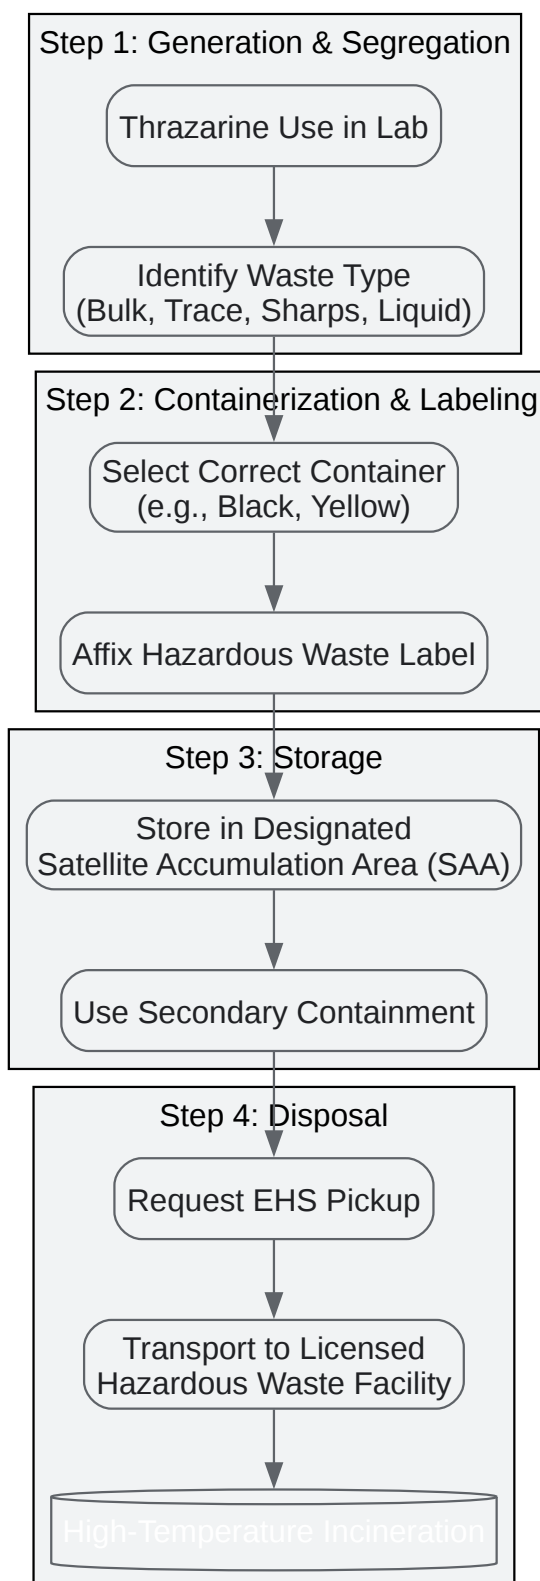 Step 1: Generation & Segregation
Thrazarine Use in Lab
Identify Waste Type
(Bulk, Trace, Sharps, Liquid)
Step 2: Containerization & Labeling
Select Correct Container
(e.g., Black, Yellow)
Affix Hazardous Waste Label
Step 3: Storage
Store in Designated
Satellite Accumulation Area (SAA)
Use Secondary Containment
Step 4: Disposal
Request EHS Pickup
Transport to Licensed
Hazardous Waste Facility
High-Temperature Incineration